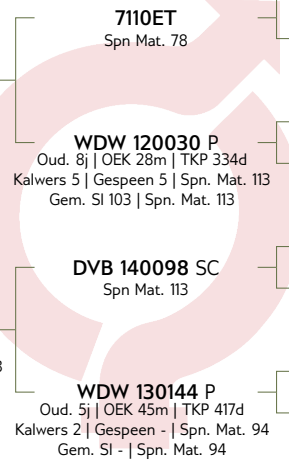 7110ET
Spn Mat. 78
WDW 120030 P
Oud. 8j | OEK 28m | TKP 334d
Kalwers 5 | Gespeen 5 | Spn. Mat. 113
Gem. SI 103 | Spn. Mat. 113
DVB 140098 SC
Spn Mat. 113
WDW 130144 P
Oud. 5j | OEK 45m | TKP 417d
Kalwers 2 | Gespeen - | Spn. Mat. 94
Gem. SI - | Spn. Mat. 94